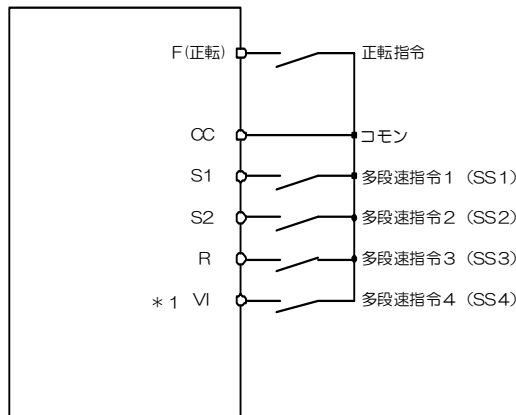 F(正転) 正転指令
CC コモン
S1 多段速指令1（SS1）
S2 多段速指令2（SS2）
R 多段速指令3（SS3）
＊1 VI 多段速指令4（SS4）